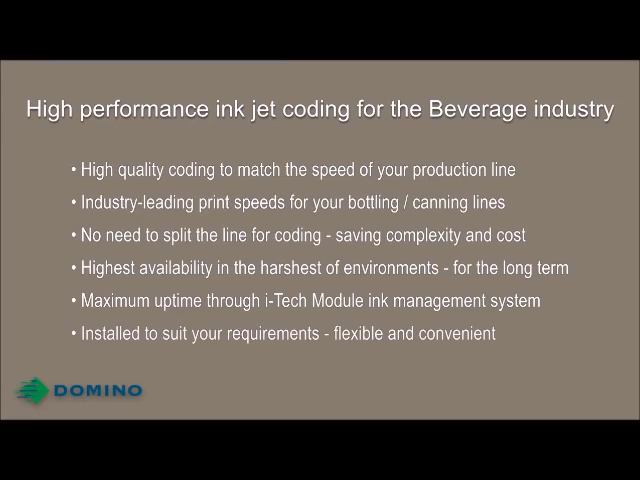 High performance ink jet coding for the Beverage industry
• High quality coding to match the speed of your production line
• Industry-leading print speeds for your bottling / canning lines
• No need to split the line for coding - saving complexity and cost
• Highest availability in the harshest of environments - for the long term
• Maximum uptime through i-Tech Module ink management system
• Installed to suit your requirements - flexible and convenient
DOMINO